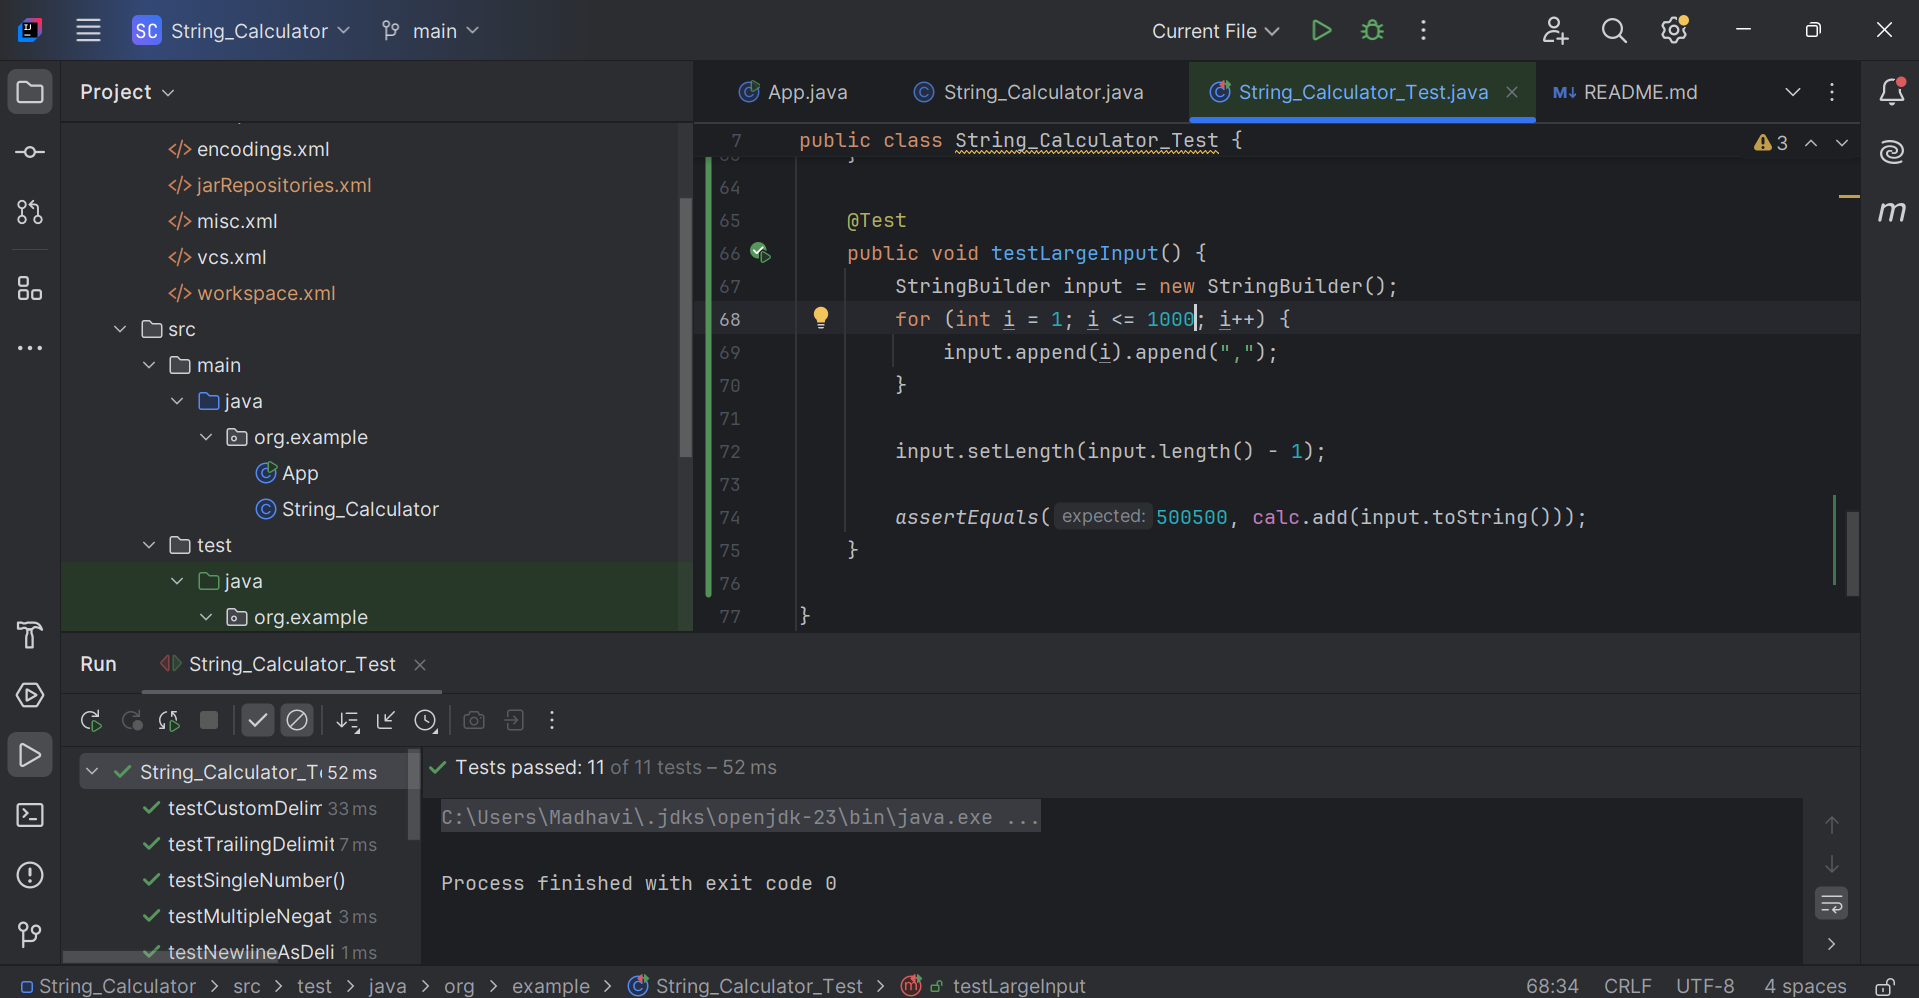 SC String_Calculator main Current File
Project
App.java String_Calculator.java String_Calculator_Test.java M↓ README.md
encodings.xml
jarRepositories.xml
misc.xml
vcs.xml
workspace.xml
src
main
java
org.example
App
String_Calculator
test
java
org.example
7 public class String_Calculator_Test {
3
}
64
65 @Test
66 public void testLargeInput() {
67 StringBuilder input = new StringBuilder();
68 for (int i = 1; i <= 1000; i++) {
69 input.append(i).append(",");
70 }
71
72 input.setLength(input.length() - 1);
73
74 assertEquals( expected: 500500, calc.add(input.toString()));
75 }
76
77 }
m
Run String_Calculator_Test
String_Calculator_T 52 ms
testCustomDelim 33 ms
testTrailingDelimit 7 ms
testSingleNumber()
testMultipleNegat 3 ms
testNewlineAsDeli 1 ms
Tests passed: 11 of 11 tests – 52 ms
C:\Users\Madhavi\.jdks\openjdk-23\bin\java.exe ...
Process finished with exit code 0
String_Calculator > src > test > java > org > example > String_Calculator_Test > testLargeInput 68:34 CRLF UTF-8 4 spaces